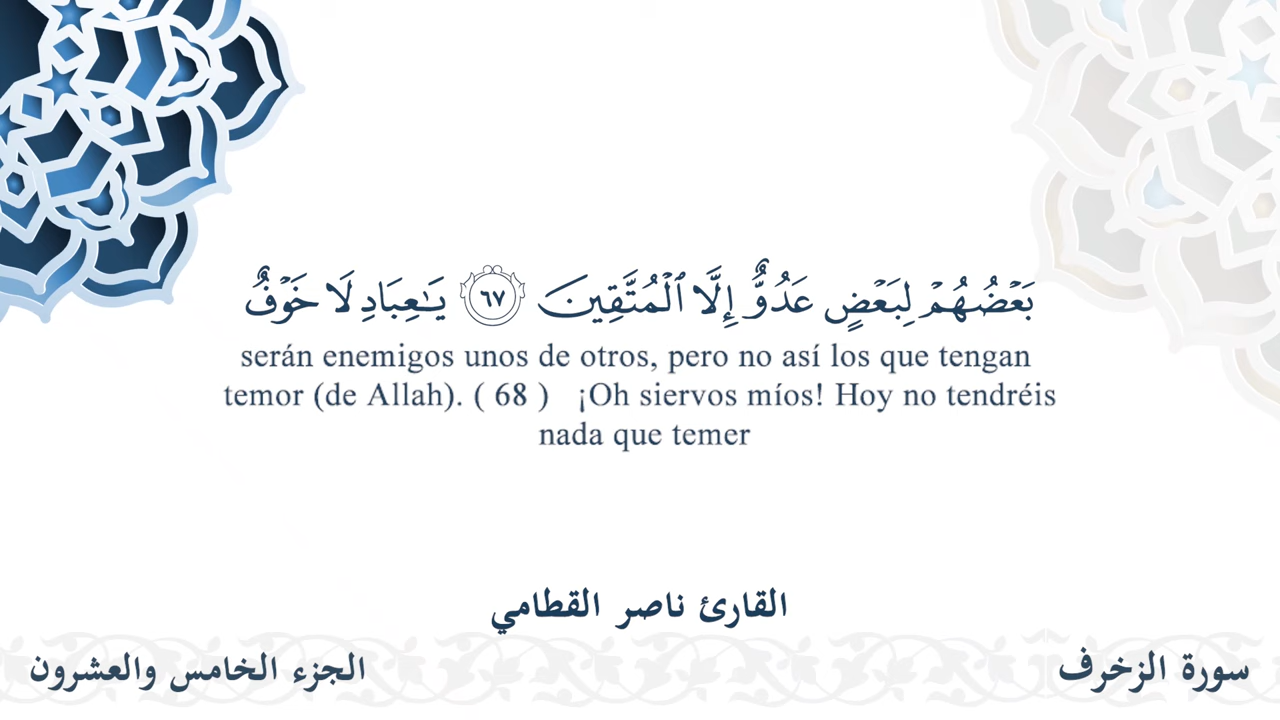 بَعۡضُهُمۡ لِبَعۡضٍ عَدُوٌّ إِلَّا ٱلۡمُتَّقِينَ ٦٧ يَـٰعِبَادِ لَا خَوۡفٌ
serán enemigos unos de otros, pero no así los que tengan
temor (de Allah). ( 68 ) ¡Oh siervos míos! Hoy no tendréis
nada que temer
القارئ ناصر القطامي
سورة الزخرف
الجزء الخامس والعشرون